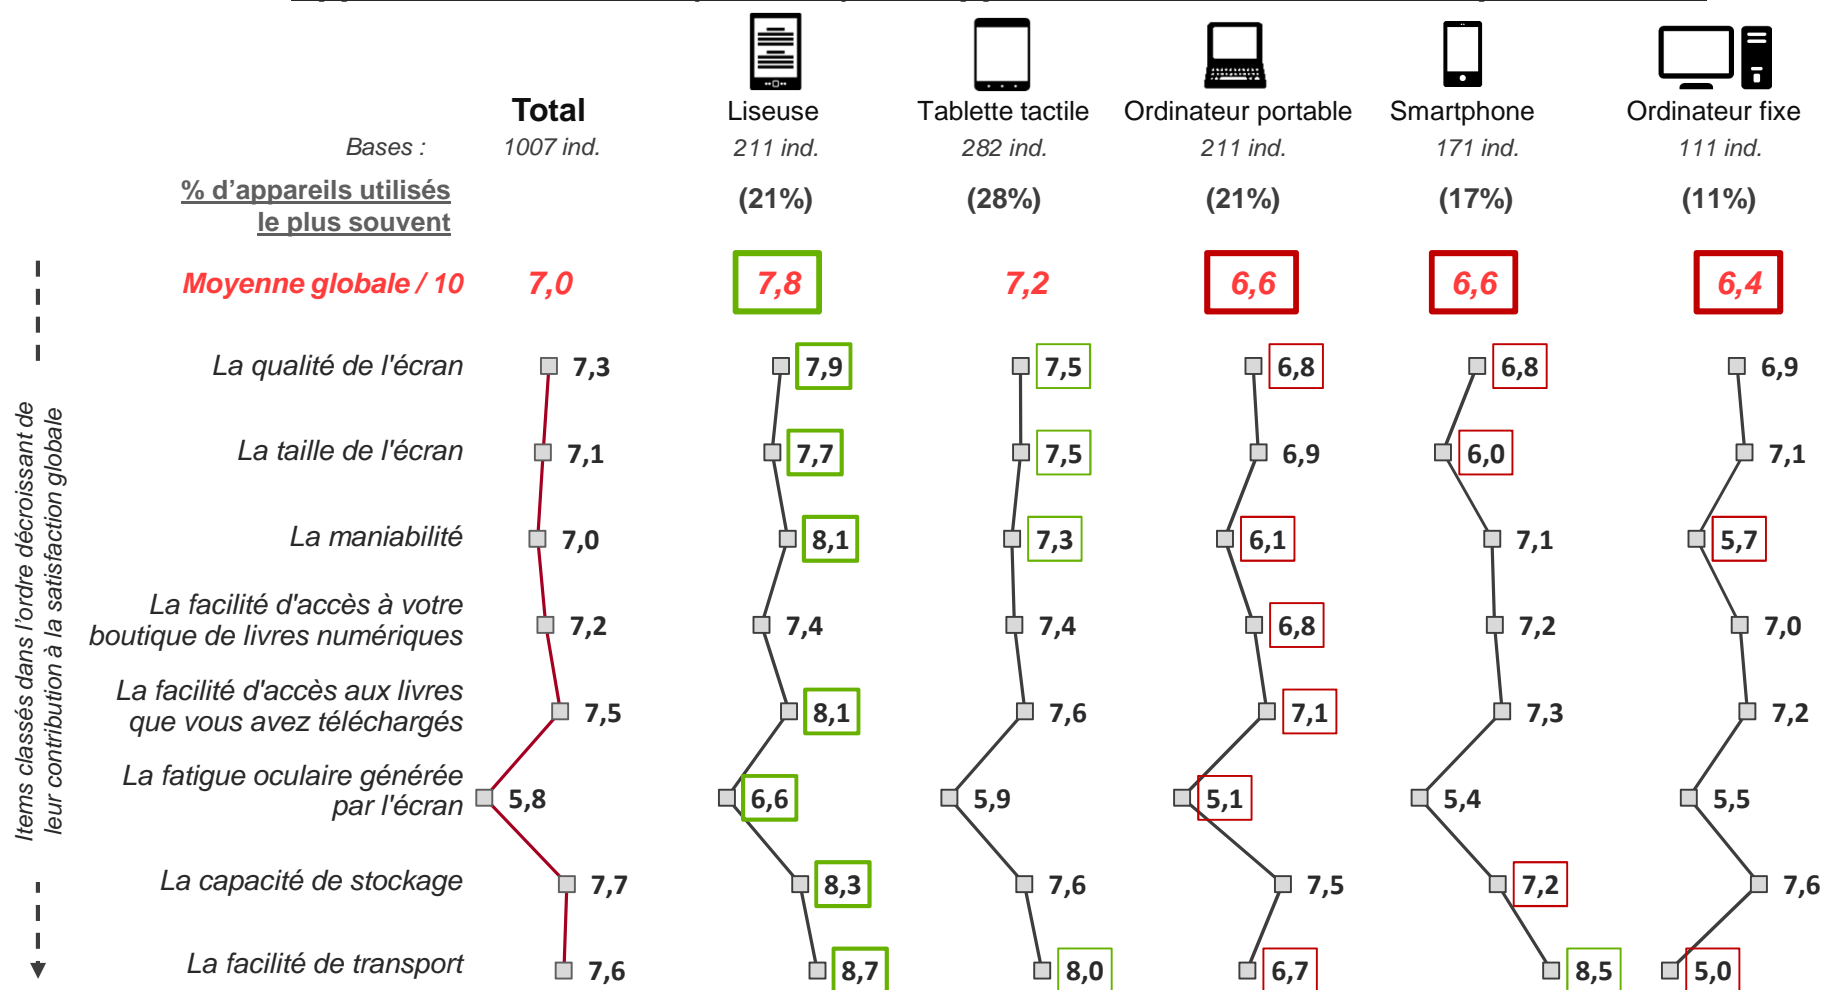 Total
Liseuse
Tablette tactile
Ordinateur portable
Smartphone
Ordinateur fixe
Bases :
1007 ind.
211 ind.
282 ind.
211 ind.
171 ind.
111 ind.
% d'appareils utilisés
le plus souvent
(21%)
(28%)
(21%)
(17%)
(11%)
Moyenne globale / 10
7,0
7,8
7,2
6,6
6,6
6,4
Items classés dans l'ordre décroissant de
leur contribution à la satisfaction globale
La qualité de l'écran
7,3
7,9
7,5
6,8
6,8
6,9
La taille de l'écran
7,1
7,7
7,5
6,9
6,0
7,1
La maniabilité
7,0
8,1
7,3
6,1
7,1
5,7
La facilité d'accès à votre
boutique de livres numériques
7,2
7,4
7,4
6,8
7,2
7,0
La facilité d'accès aux livres
que vous avez téléchargés
7,5
8,1
7,6
7,1
7,3
7,2
La fatigue oculaire générée
par l'écran
5,8
6,6
5,9
5,1
5,4
5,5
La capacité de stockage
7,7
8,3
7,6
7,5
7,2
7,6
La facilité de transport
7,6
8,7
8,0
6,7
8,5
5,0